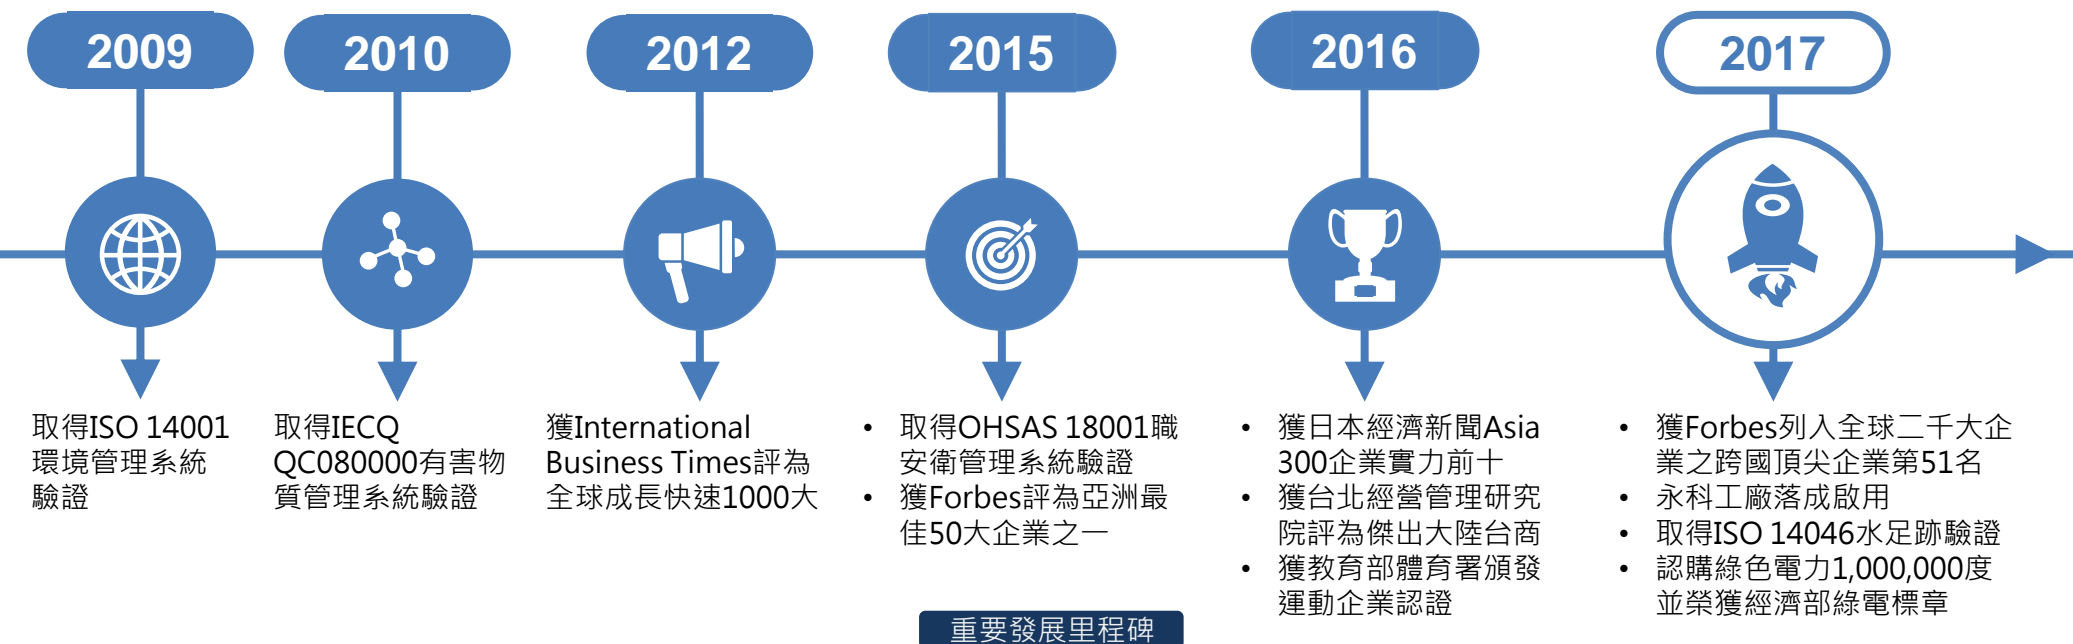 2009
取得ISO 14001
環境管理系統
驗證
2010
取得IECQ
QC080000有害物
質管理系統驗證
2012
獲International
Business Times評為
全球成長快速1000大
2015
• 取得OHSAS 18001職
安衛管理系統驗證
• 獲Forbes評為亞洲最
佳50大企業之一
2016
• 獲日本經濟新聞Asia
300企業實力前十
• 獲台北經營管理研究
院評為傑出大陸台商
• 獲教育部體育署頒發
運動企業認證
2017
• 獲Forbes列入全球二千大企
業之跨國頂尖企業第51名
• 永科工廠落成啟用
• 取得ISO 14046水足跡驗證
• 認購綠色電力1,000,000度
並榮獲經濟部綠電標章
重要發展里程碑